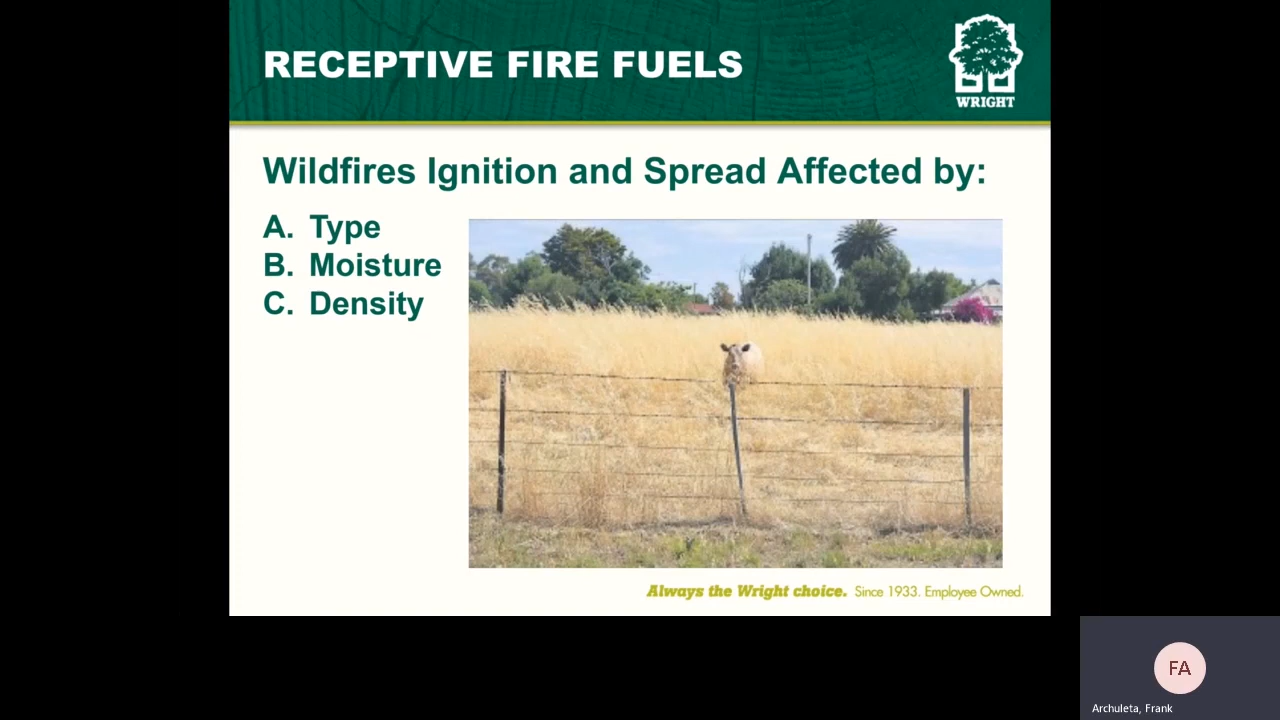 RECEPTIVE FIRE FUELS
WRIGHT
Wildfires Ignition and Spread Affected by:
A. Type
B. Moisture
C. Density
Always the Wright choice. Since 1933. Employee Owned.
FA
Archuleta, Frank